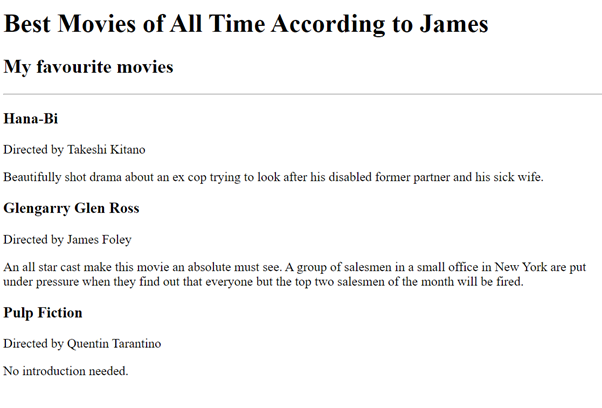 Best Movies of All Time According to James
My favourite movies
Hana-Bi
Directed by Takeshi Kitano
Beautifully shot drama about an ex cop trying to look after his disabled former partner and his sick wife.
Glengarry Glen Ross
Directed by James Foley
An all star cast make this movie an absolute must see. A group of salesmen in a small office in New York are put
under pressure when they find out that everyone but the top two salesmen of the month will be fired.
Pulp Fiction
Directed by Quentin Tarantino
No introduction needed.